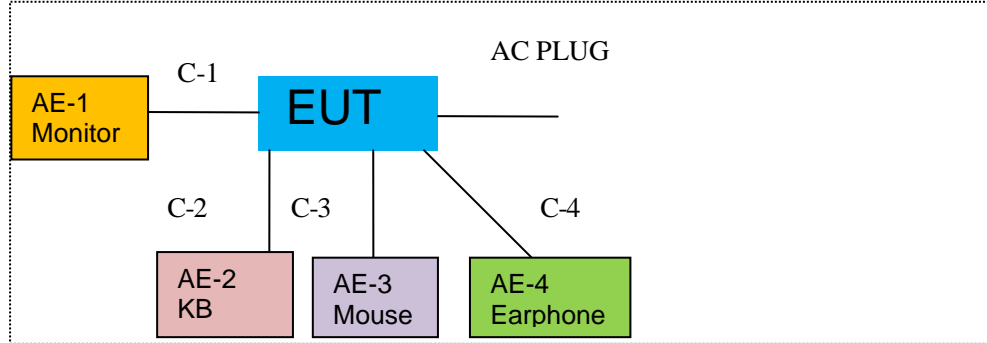 AC PLUG
C-1
EUT
AE-1
Monitor
C-2
C-3
C-4
AE-2
KB
AE-3
Mouse
AE-4
Earphone